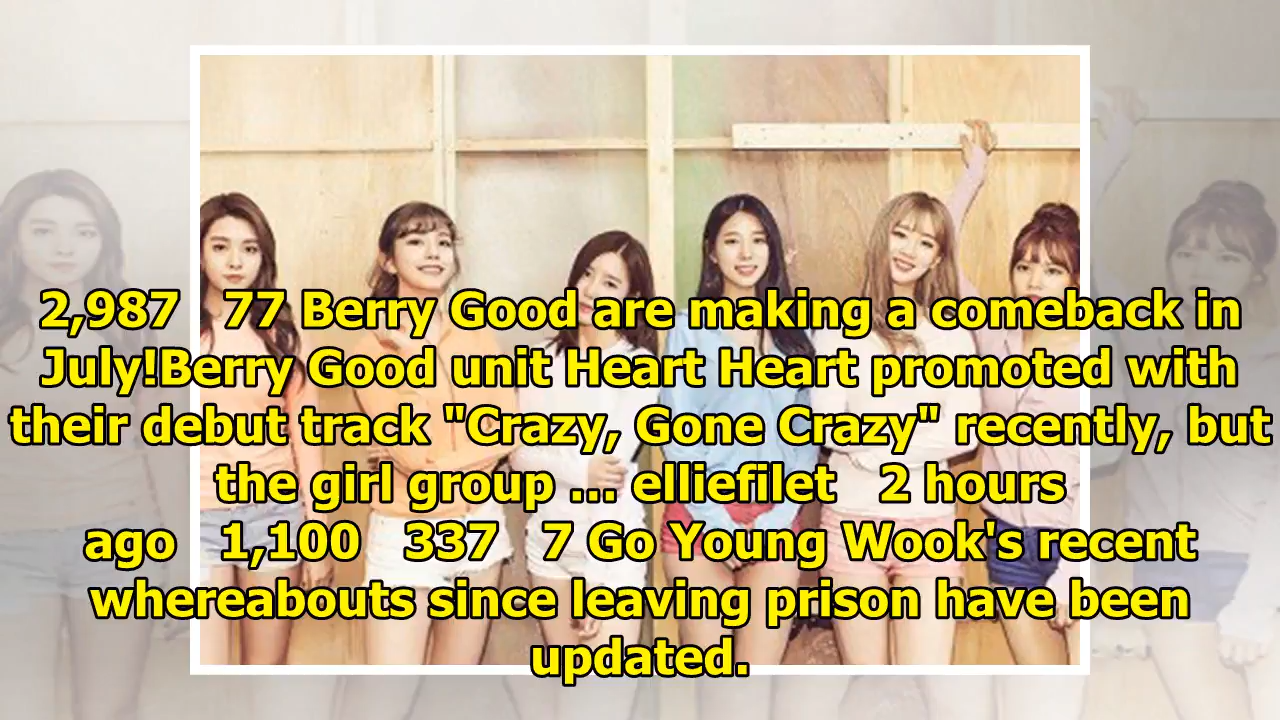 2,987 77 Berry Good are making a comeback in
July!Berry Good unit Heart Heart promoted with
their debut track "Crazy, Gone Crazy" recently, but
the girl group ... elliefilet 2 hours
ago 1,100 337 7 Go Young Wook's recent
whereabouts since leaving prison have been
updated.